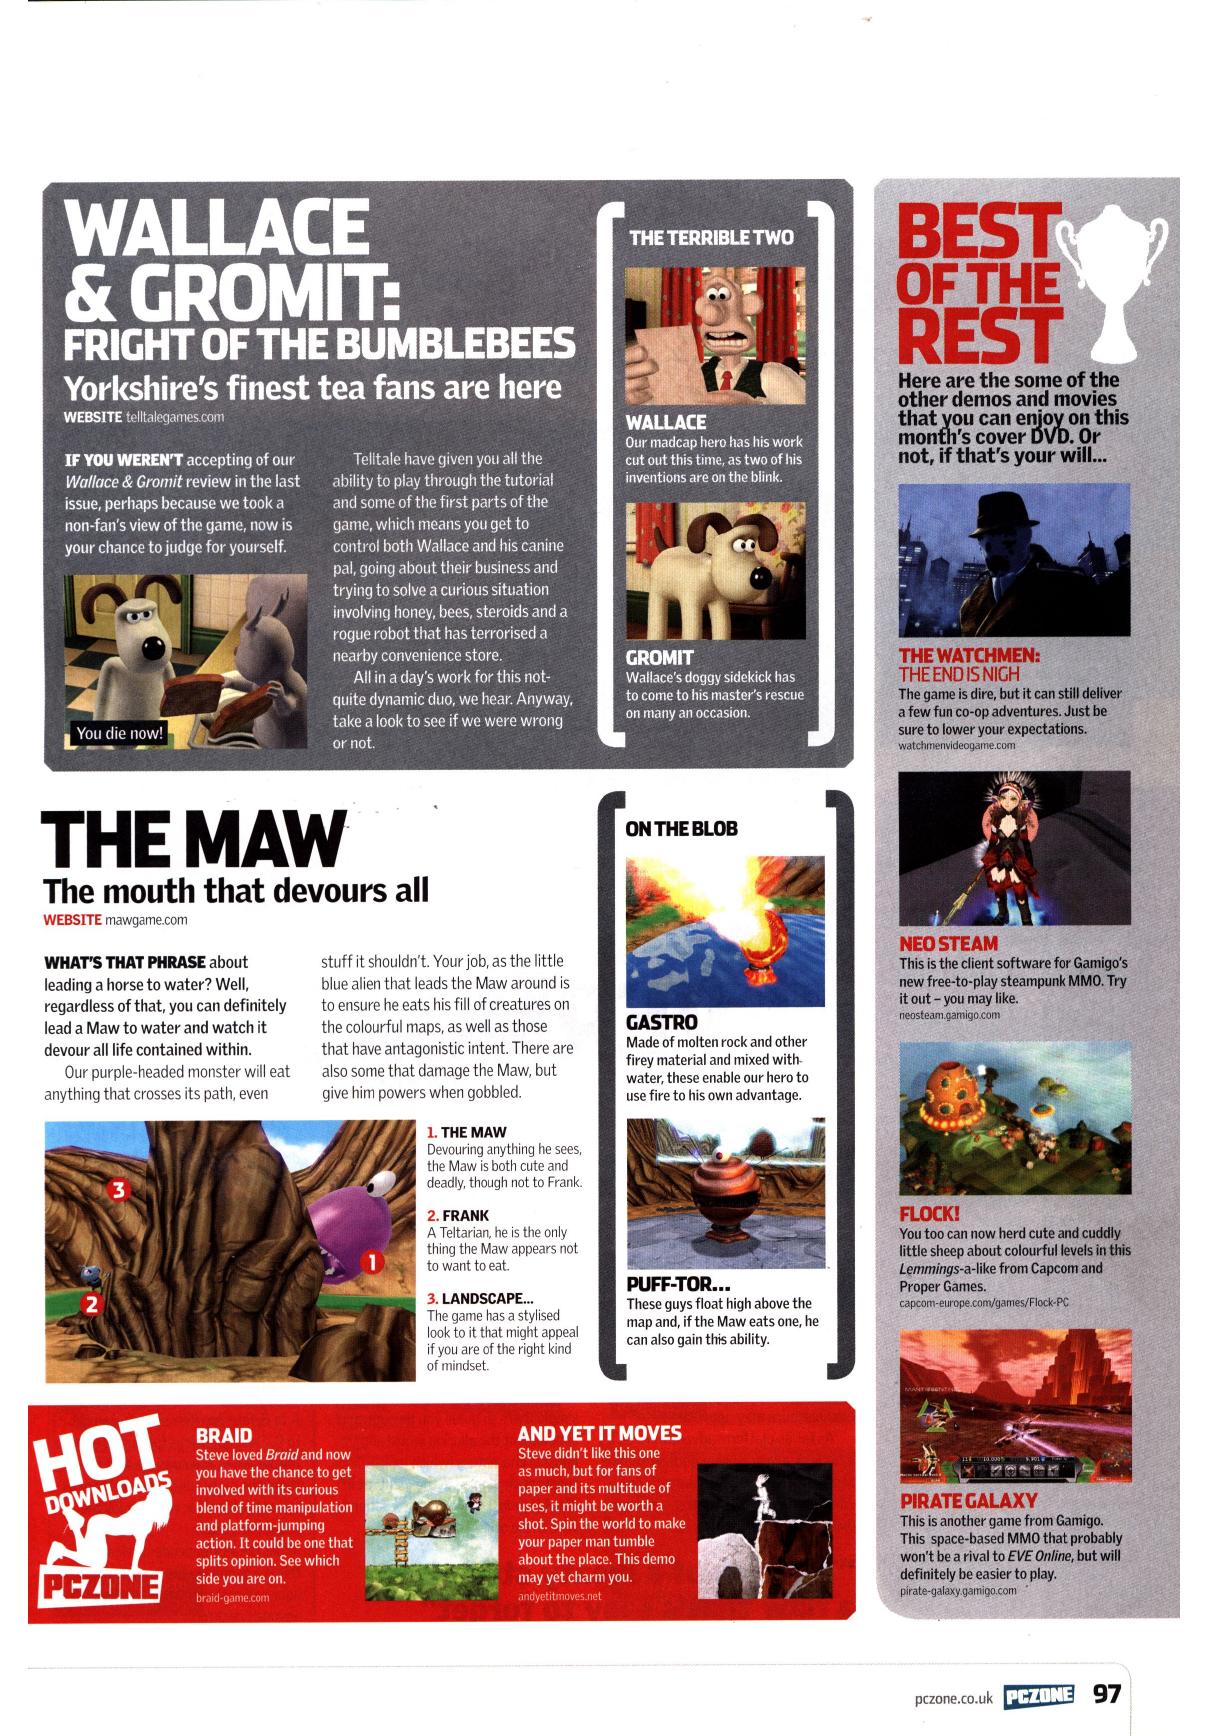 WALLACE
& GROMIT:
FRIGHT OF THE BUMBLEBEES
Yorkshire's finest tea fans are here
WEBSITE telltalegames.com
IF YOU WEREN'T accepting of our
Wallace & Gromit review in the last
issue, perhaps because we took a
non-fan's view of the game, now is
your chance to judge for yourself.
You die now!
Telltale have given you all the
ability to play through the tutorial
and some of the first parts of the
game, which means you get to
control both Wallace and his canine
pal, going about their business and
trying to solve a curious situation
involving honey, bees, steroids and a
rogue robot that has terrorised a
nearby convenience store.
All in a day's work for this not-
quite dynamic duo, we hear. Anyway,
take a look to see if we were wrong
or not.
THE TERRIBLE TWO
WALLACE
Our madcap hero has his work
cut out this time, as two of his
inventions are on the blink.
GROMIT
Wallace's doggy sidekick has
to come to his master's rescue
on many an occasion.
THE MAW
The mouth that devours all
WEBSITE mawgame.com
WHAT'S THAT PHRASE about
leading a horse to water? Well,
regardless of that, you can definitely
lead a Maw to water and watch it
devour all life contained within.
Our purple-headed monster will eat
anything that crosses its path, even
stuff it shouldn't. Your job, as the little
blue alien that leads the Maw around is
to ensure he eats his fill of creatures on
the colourful maps, as well as those
that have antagonistic intent. There are
also some that damage the Maw, but
give him powers when gobbled.
3
1
2
1. THE MAW
Devouring anything he sees,
the Maw is both cute and
deadly, though not to Frank.
2. FRANK
A Teltarian, he is the only
thing the Maw appears not
to want to eat.
3. LANDSCAPE...
The game has a stylised
look to it that might appeal
if you are of the right kind
of mindset.
ON THE BLOB
GASTRO
Made of molten rock and other
firey material and mixed with-
water, these enable our hero to
use fire to his own advantage.
PUFF-TOR...
These guys float high above the
map and, if the Maw eats one, he
can also gain this ability.
HOT
DOWNLOADS
PCZONE
BRAID
Steve loved Braid and now
you have the chance to get
involved with its curious
blend of time manipulation
and platform-jumping
action. It could be one that
splits opinion. See which
side you are on.
braid-game.com
AND YET IT MOVES
Steve didn't like this one
as much, but for fans of
paper and its multitude of
uses, it might be worth a
shot. Spin the world to make
your paper man tumble
about the place. This demo
may yet charm you.
andyetitmoves.net
BEST
OF THE
REST
Here are the some of the
other demos and movies
that you can enjoy on this
month's cover DVD. Or
not, if that's your will...
THE WATCHMEN:
THE END IS NIGH
The game is dire, but it can still deliver
a few fun co-op adventures. Just be
sure to lower your expectations.
watchmenvideogame.com
NEO STEAM
This is the client software for Gamigo's
new free-to-play steampunk MMO. Try
it out – you may like.
neosteam.gamigo.com
FLOCK!
You too can now herd cute and cuddly
little sheep about colourful levels in this
Lemmings-a-like from Capcom and
Proper Games.
capcom-europe.com/games/Flock-PC
PIRATE GALAXY
This is another game from Gamigo.
This space-based MMO that probably
won't be a rival to EVE Online, but will
definitely be easier to play.
pirate-galaxy.gamigo.com
pczone.co.uk PCZONE 97